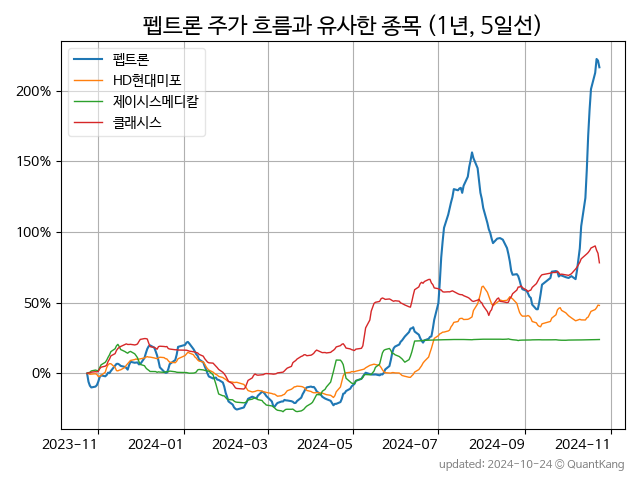 펩트론 주가 흐름과 유사한 종목 (1년, 5일선)
펩트론
HD현대미포
제이시스메디칼
클래시스
200%
150%
100%
50%
0%
2023-11
2024-01
2024-03
2024-05
2024-07
2024-09
2024-11
updated: 2024-10-24 © QuantKang